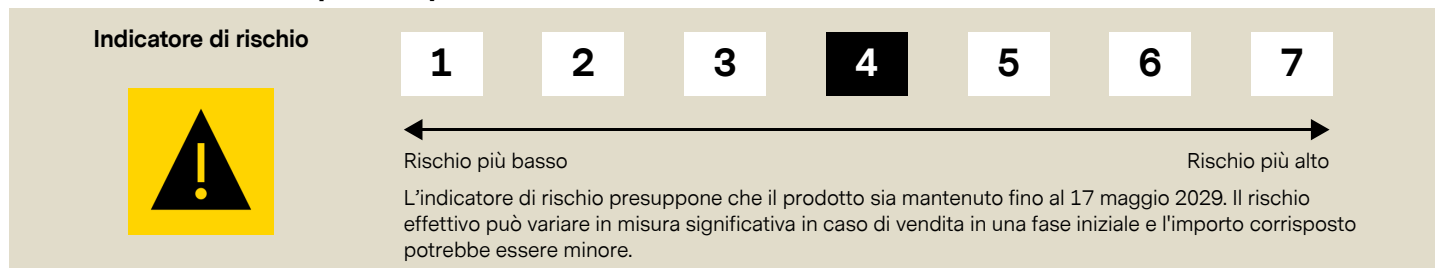 Indicatore di rischio
1 2 3 4 5 6 7
Rischio più basso Rischio più alto
L’indicatore di rischio presuppone che il prodotto sia mantenuto fino al 17 maggio 2029. Il rischio
effettivo può variare in misura significativa in caso di vendita in una fase iniziale e l'importo corrisposto
potrebbe essere minore.